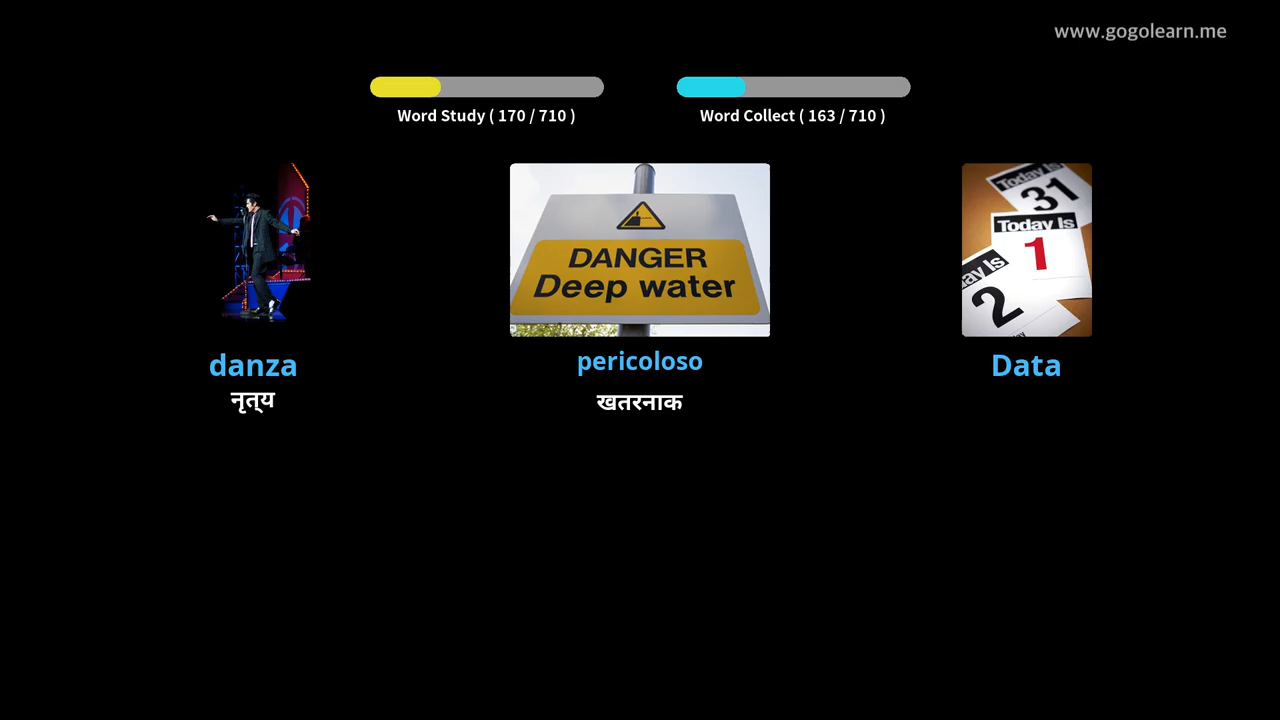 www.gogolearn.me
Word Study ( 170 / 710 )
Word Collect ( 163 / 710 )
DANGER
Deep water
Today Is
31
Today Is
1
ay Is
2
danza
pericoloso
Data
नृत्य
खतरनाक